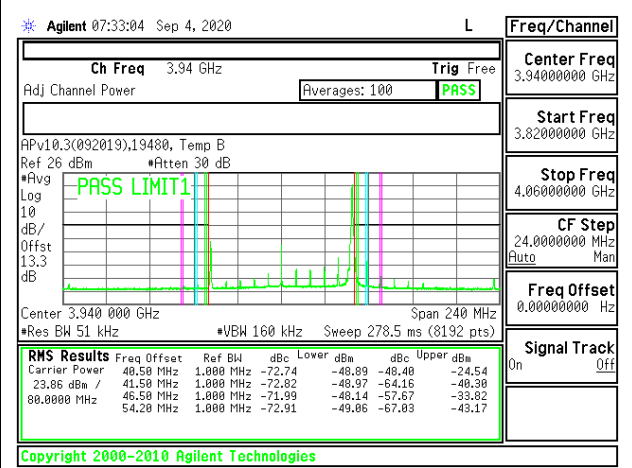 Agilent 07:33:04 Sep 4, 2020 L
Freq/Channel
Ch Freq 3.94 GHz Trig Free
Adj Channel Power Averages: 100 PASS
APv10.3(092019),19480, Temp B
Ref 26 dBm #Atten 30 dB
#Avg
Log
10
dB/
Offst
13.3
dB
PASS LIMIT1
Center 3.940 000 GHz Span 240 MHz
#Res BW 51 kHz #VBW 160 kHz Sweep 278.5 ms (8192 pts)
RMS Results Freq Offset Ref BW dBc Lower dBm dBc Upper dBm
Carrier Power 40.50 MHz 1.000 MHz -72.74 -48.89 -48.40 -24.54
23.86 dBm / 41.50 MHz 1.000 MHz -72.82 -48.97 -64.16 -40.30
80.0000 MHz 46.50 MHz 1.000 MHz -71.99 -48.14 -57.67 -33.82
54.20 MHz 1.000 MHz -72.91 -49.06 -67.03 -43.17
Copyright 2000-2010 Agilent Technologies
Center Freq
3.94000000 GHz
Start Freq
3.82000000 GHz
Stop Freq
4.06000000 GHz
CF Step
24.0000000 MHz
Auto Man
Freq Offset
0.00000000 Hz
Signal Track
On Off